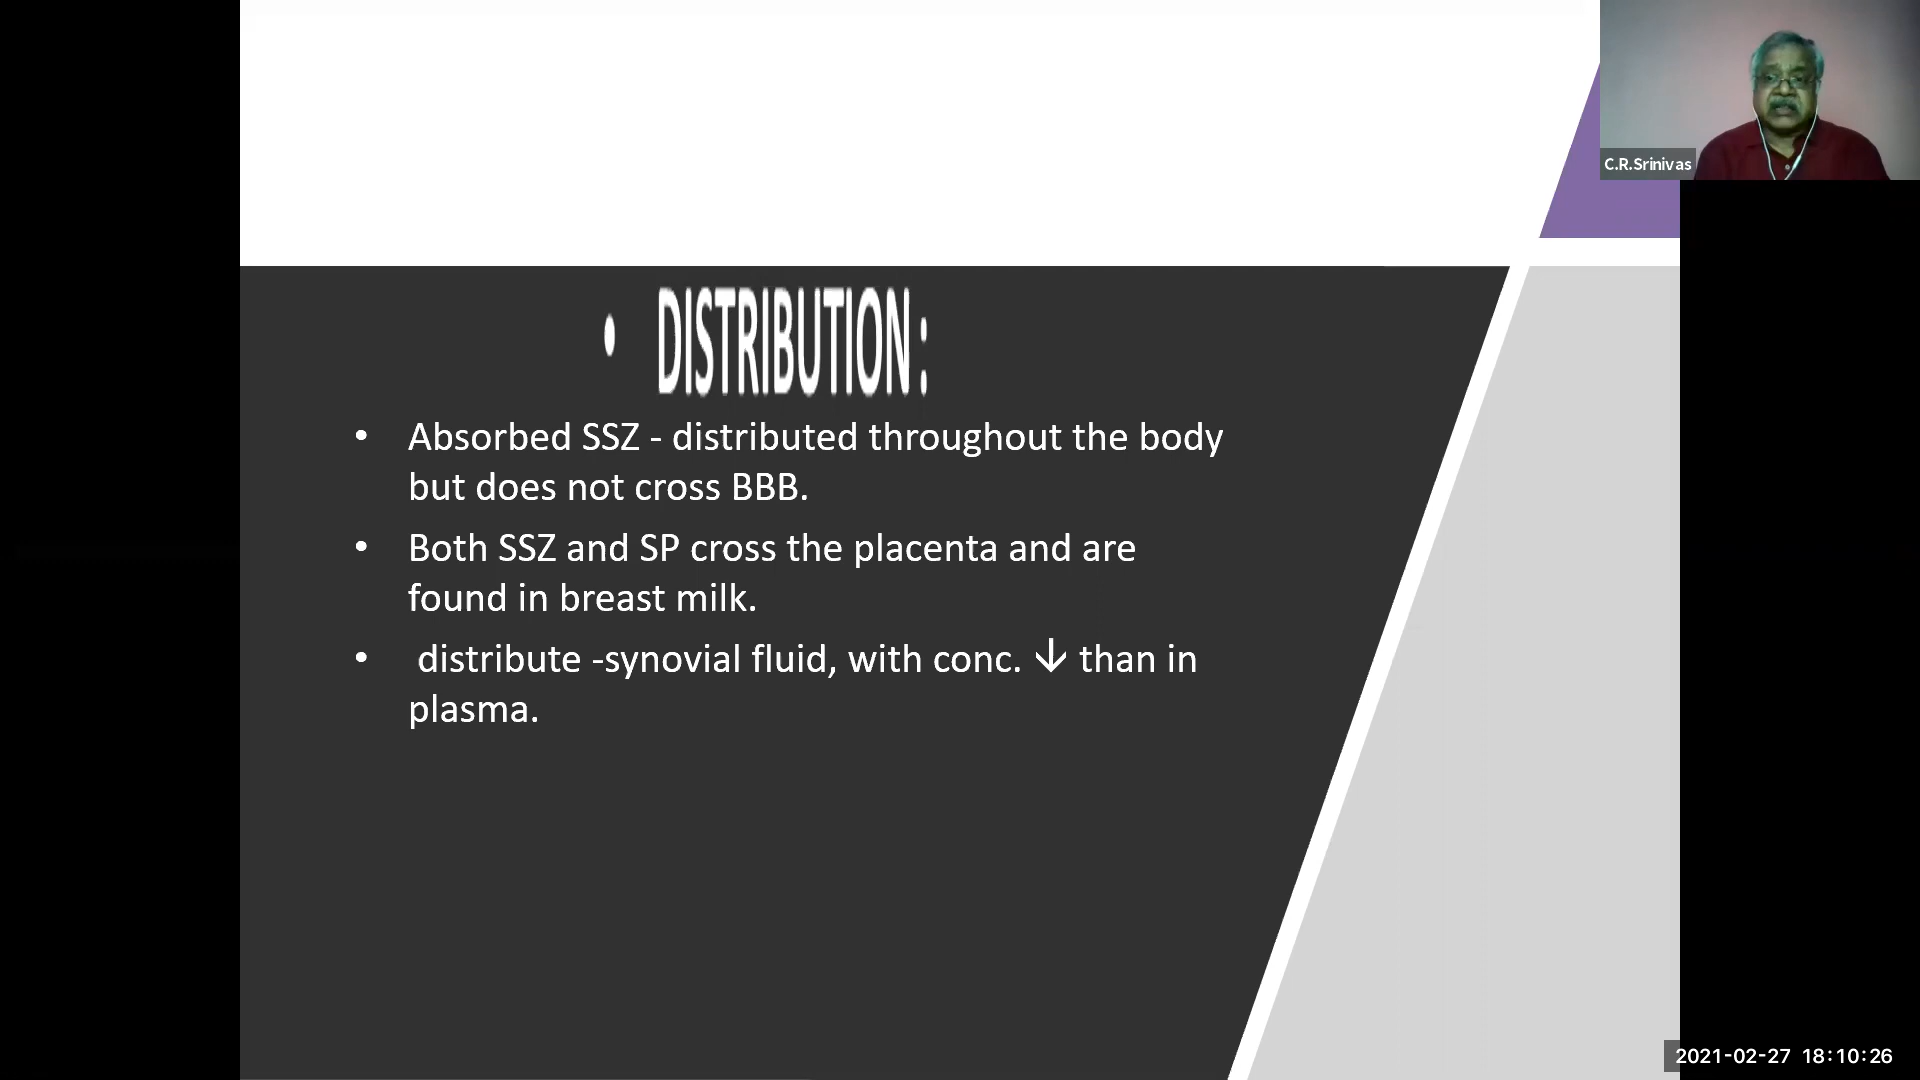 C.R.Srinivas
• DISTRIBUTION :
• Absorbed SSZ - distributed throughout the body
but does not cross BBB.
• Both SSZ and SP cross the placenta and are
found in breast milk.
• distribute -synovial fluid, with conc. ↓ than in
plasma.
2021-02-27 18:10:26